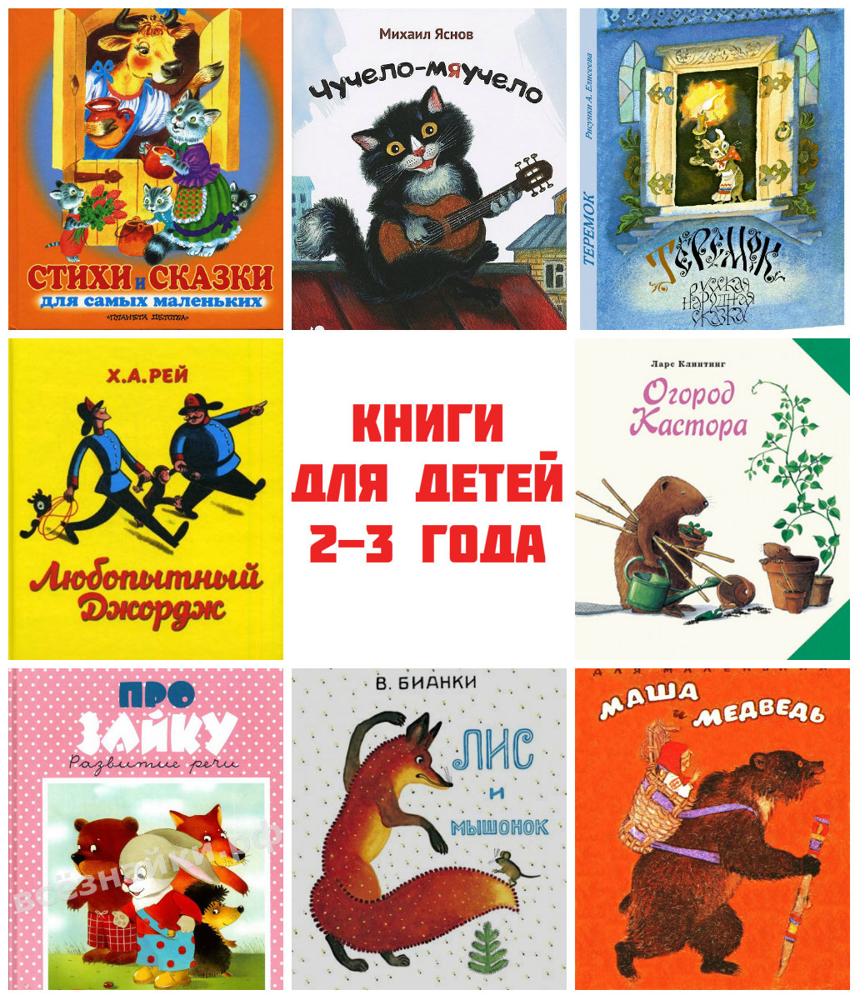 СТИХИ и СКАЗКИ
для самых маленьких
«ПЛАНЕТА ДЕТСТВА»
Михаил Яснов
Чучело-мяучело
Рисунки А. Елисеева
ТЕРЕМОК
ТЕРЕМОК
РУССКАЯ
НАРОДНАЯ
СКАЗКА
Х.А.РЕЙ
Любопытный
Джордж
КНИГИ
ДЛЯ ДЕТЕЙ
2-3 ГОДА
Ларс Клинтинг
Огород
Кастора
ПРО
ЗАЙКУ
Развитие речи
всёзнайки.рф
В. БИАНКИ
ЛИС
И
МЫШОНОК
ДЛЯ МАЛЕНЬКИХ
МАША
и МЕДВЕДЬ